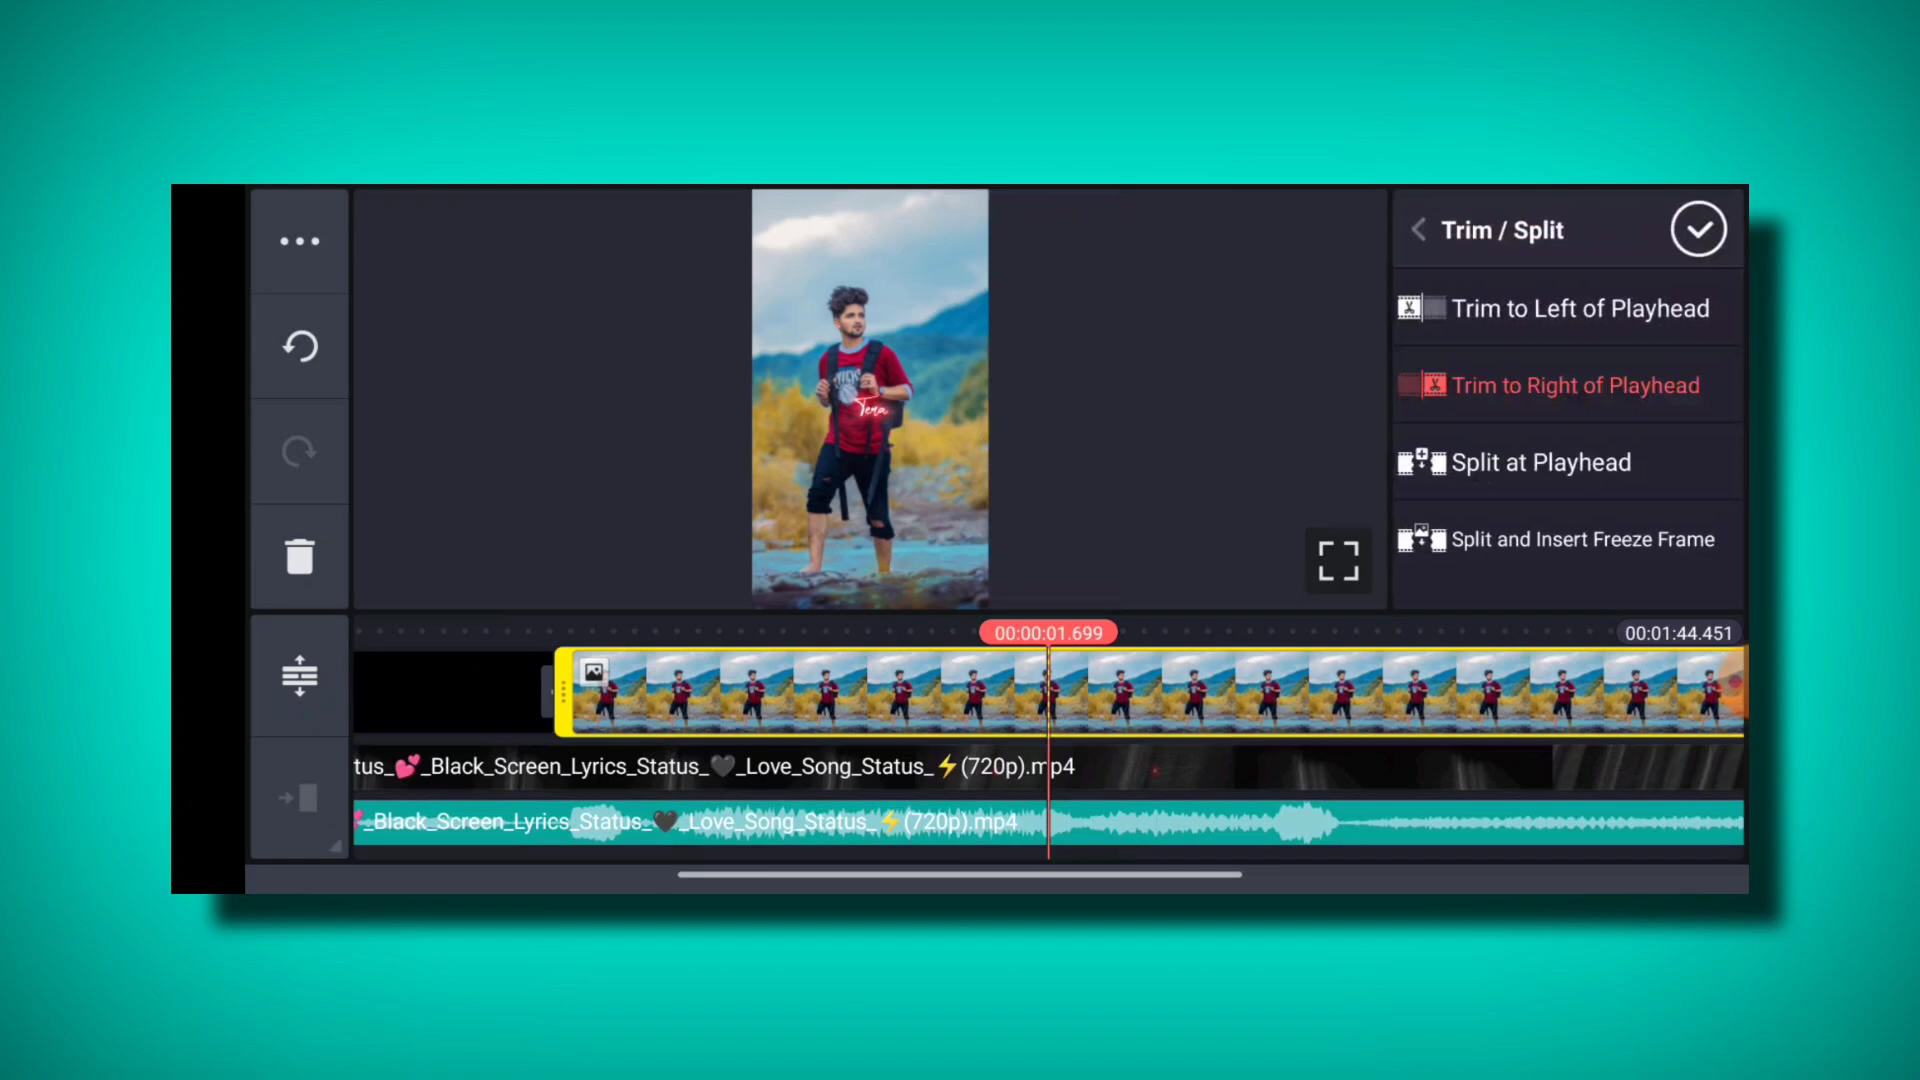 Trim / Split
Trim to Left of Playhead
Trim to Right of Playhead
Split at Playhead
Split and Insert Freeze Frame
Tera
00:00:01.699
00:01:44.451
tus_💕_Black_Screen_Lyrics_Status_🖤_Love_Song_Status_⚡(720p).mp4
_Black_Screen_Lyrics_Status_🖤_Love_Song_Status_⚡(720p).mp4